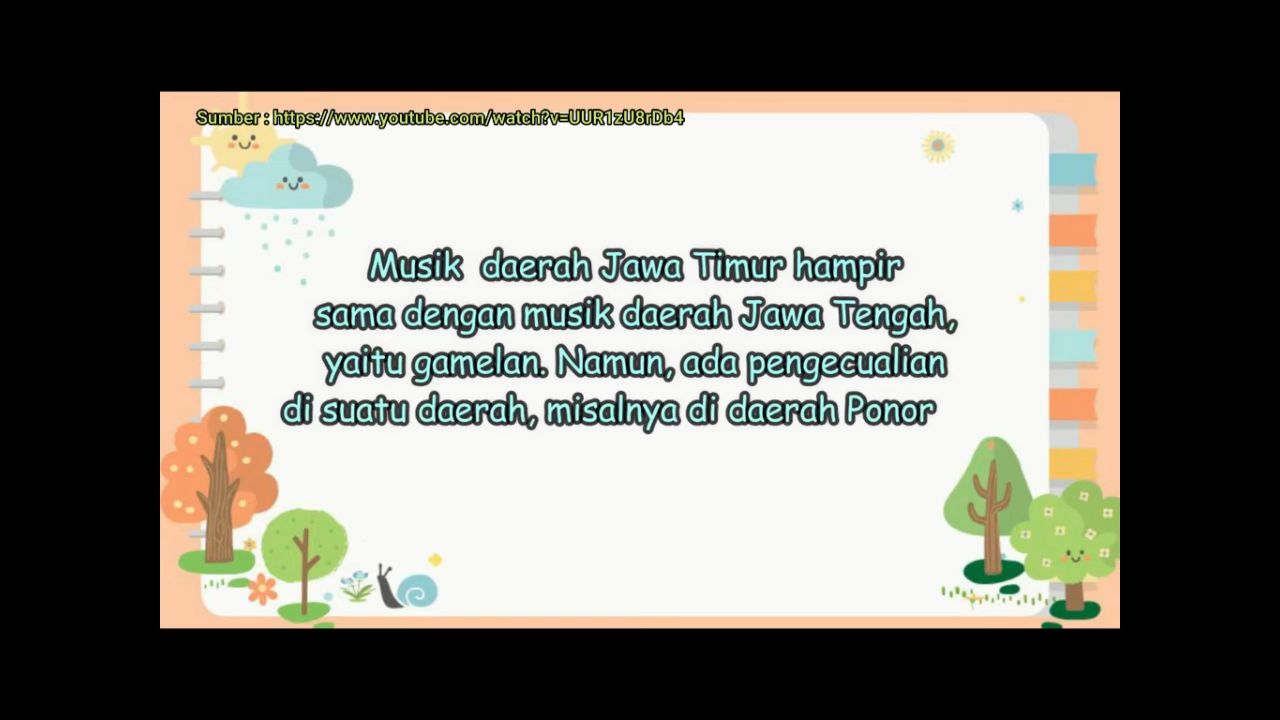 Sumber : https://www.youtube.com/watch?v=UUR1zU8rDb4
Musik daerah Jawa Timur hampir
sama dengan musik daerah Jawa Tengah,
yaitu gamelan. Namun, ada pengecualian
di suatu daerah, misalnya di daerah Ponor